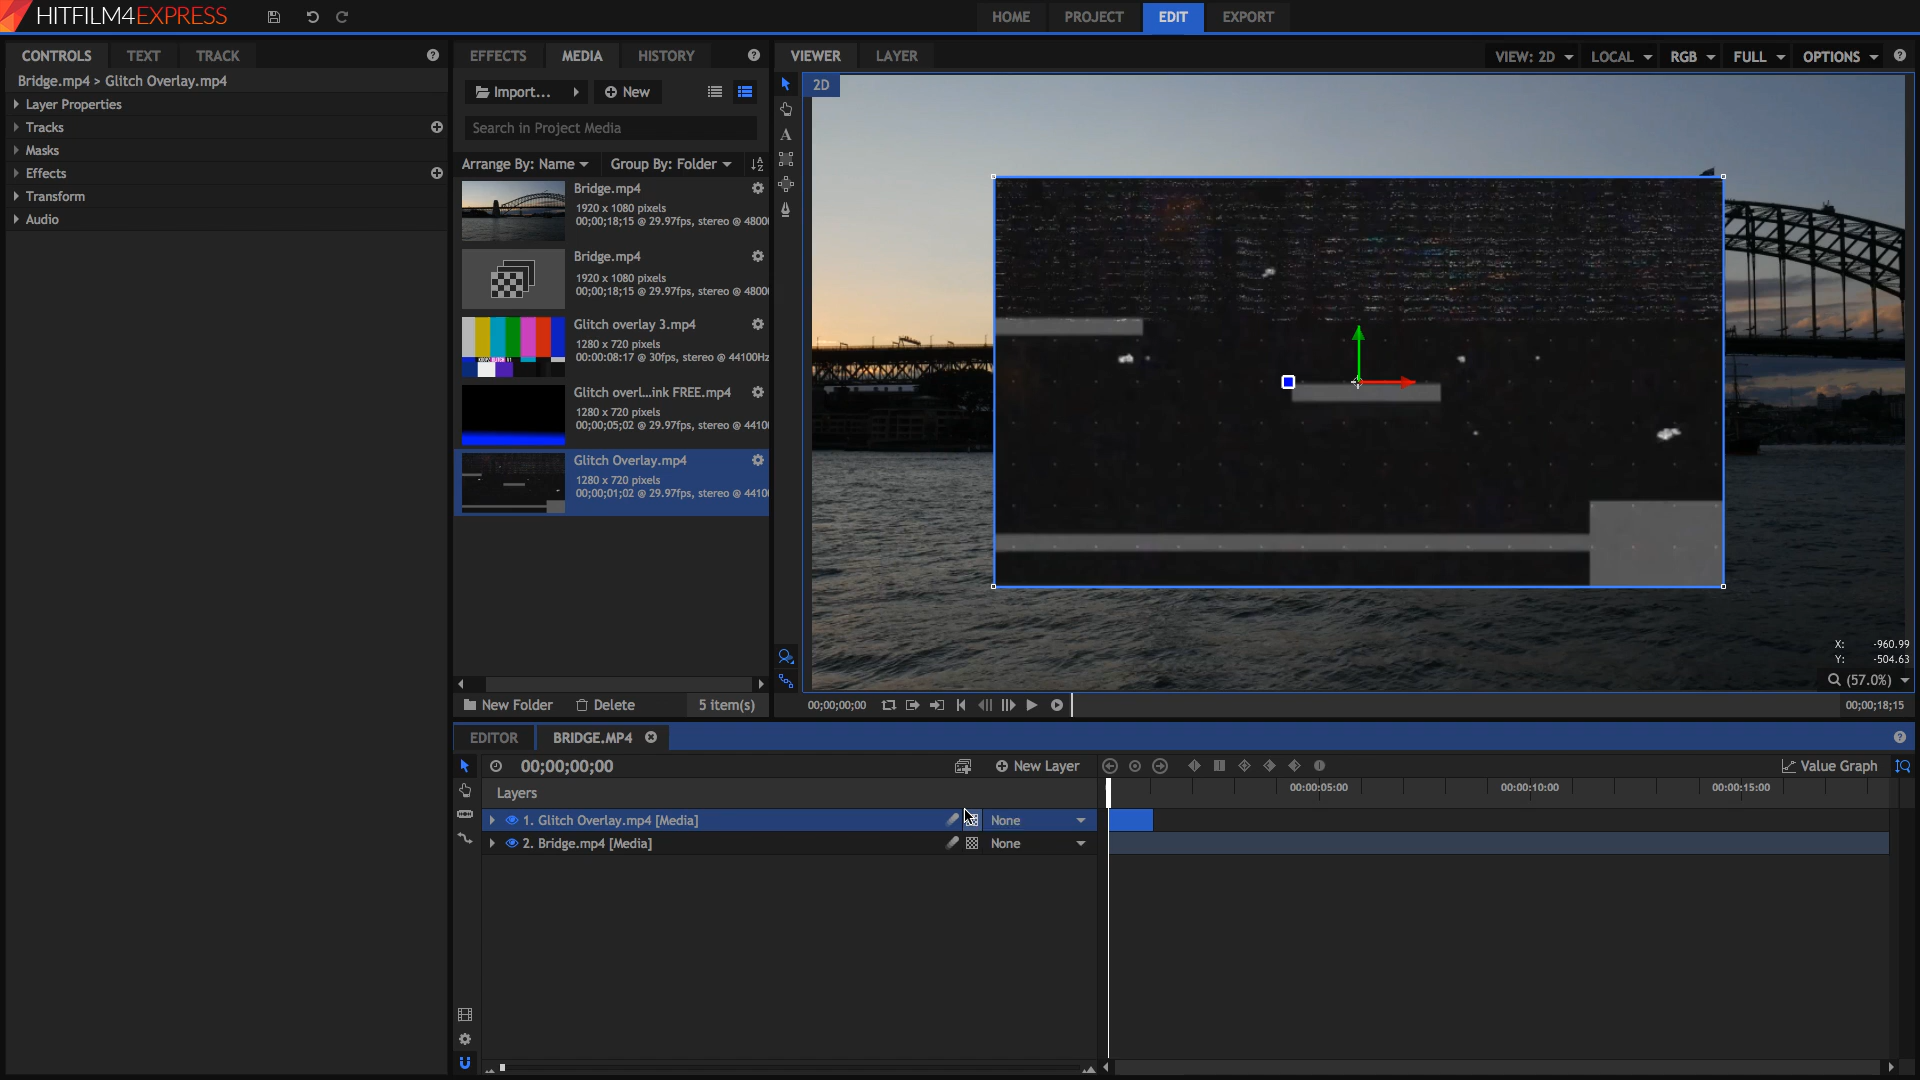 HITFILM4EXPRESS
HOME
PROJECT
EDIT
EXPORT
CONTROLS
TEXT
TRACK
Bridge.mp4 > Glitch Overlay.mp4
Layer Properties
Tracks
Masks
Effects
Transform
Audio
EFFECTS
MEDIA
HISTORY
Import...
New
Search in Project Media
Arrange By: Name
Group By: Folder
Bridge.mp4
1920 x 1080 pixels
00;00;18;15 @ 29.97fps, stereo @ 4800
Bridge.mp4
1920 x 1080 pixels
00;00;18;15 @ 29.97fps, stereo @ 4800
Glitch overlay 3.mp4
1280 x 720 pixels
00:00:08:17 @ 30fps, stereo @ 44100Hz
Glitch overl...ink FREE.mp4
1280 x 720 pixels
00;00;05;02 @ 29.97fps, stereo @ 4410
Glitch Overlay.mp4
1280 x 720 pixels
00;00;01;02 @ 29.97fps, stereo @ 4410
New Folder
Delete
5 item(s)
VIEWER
LAYER
VIEW: 2D
LOCAL
RGB
FULL
OPTIONS
2D
X: -960.99
Y: -504.63
(57.0%)
00;00;00;00
00;00;18;15
EDITOR
BRIDGE.MP4
00;00;00;00
New Layer
Value Graph
Layers
00:00:05:00
00:00:10:00
00:00:15:00
1. Glitch Overlay.mp4 [Media]
None
2. Bridge.mp4 [Media]
None